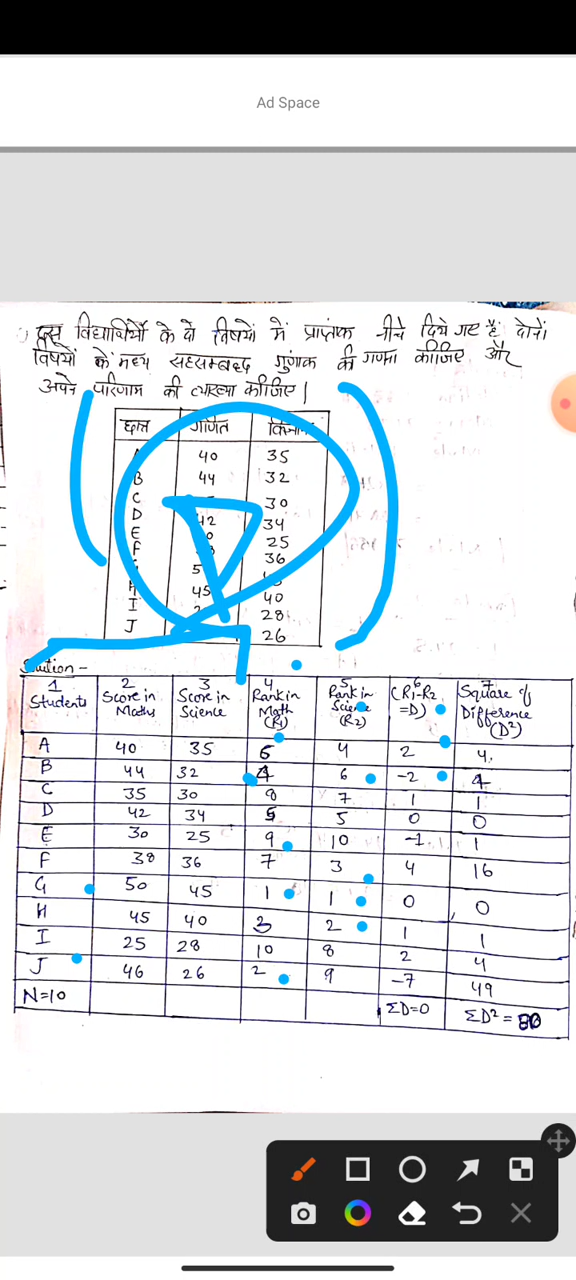 Ad Space
दस विद्यार्थियों के दो विषयों में प्राप्तांक नीचे दिये गए हैं दोनों
विषयों के मध्य सहसम्बद्ध गुणांक की गणना कीजिए और
अपने परिणाम की व्याख्या कीजिए |
छात्र गणित
40 35
B 44 32
C 30
D 42 34
E 25
F 36
H 45 40
I 28
J 26
Solution -
1 Students 2 Score in Maths 3 Score in Science 4 Rank in Math (R1) 5 Rank in Science (R2) 6 (R1-R2 =D) 7 Square of Difference (D²)
A 40 35 6 4 2 4
B 44 32 4 6 -2 4
C 35 30 8 7 1 1
D 42 34 5 5 0 0
E 30 25 9 10 -1 1
F 38 36 7 3 4 16
G 50 45 1 1 0 0
H 45 40 3 2 1 1
I 25 28 10 8 2 4
J 46 26 2 9 -7 49
N=10 ΣD=0 ΣD² = 80